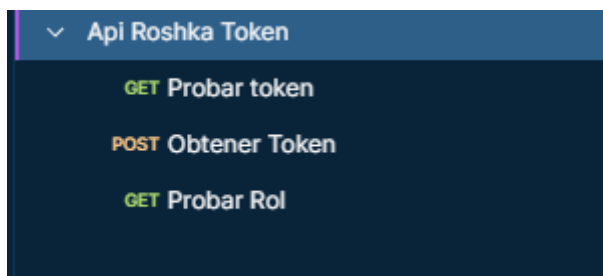 Api Roshka Token
GET Probar token
POST Obtener Token
GET Probar Rol